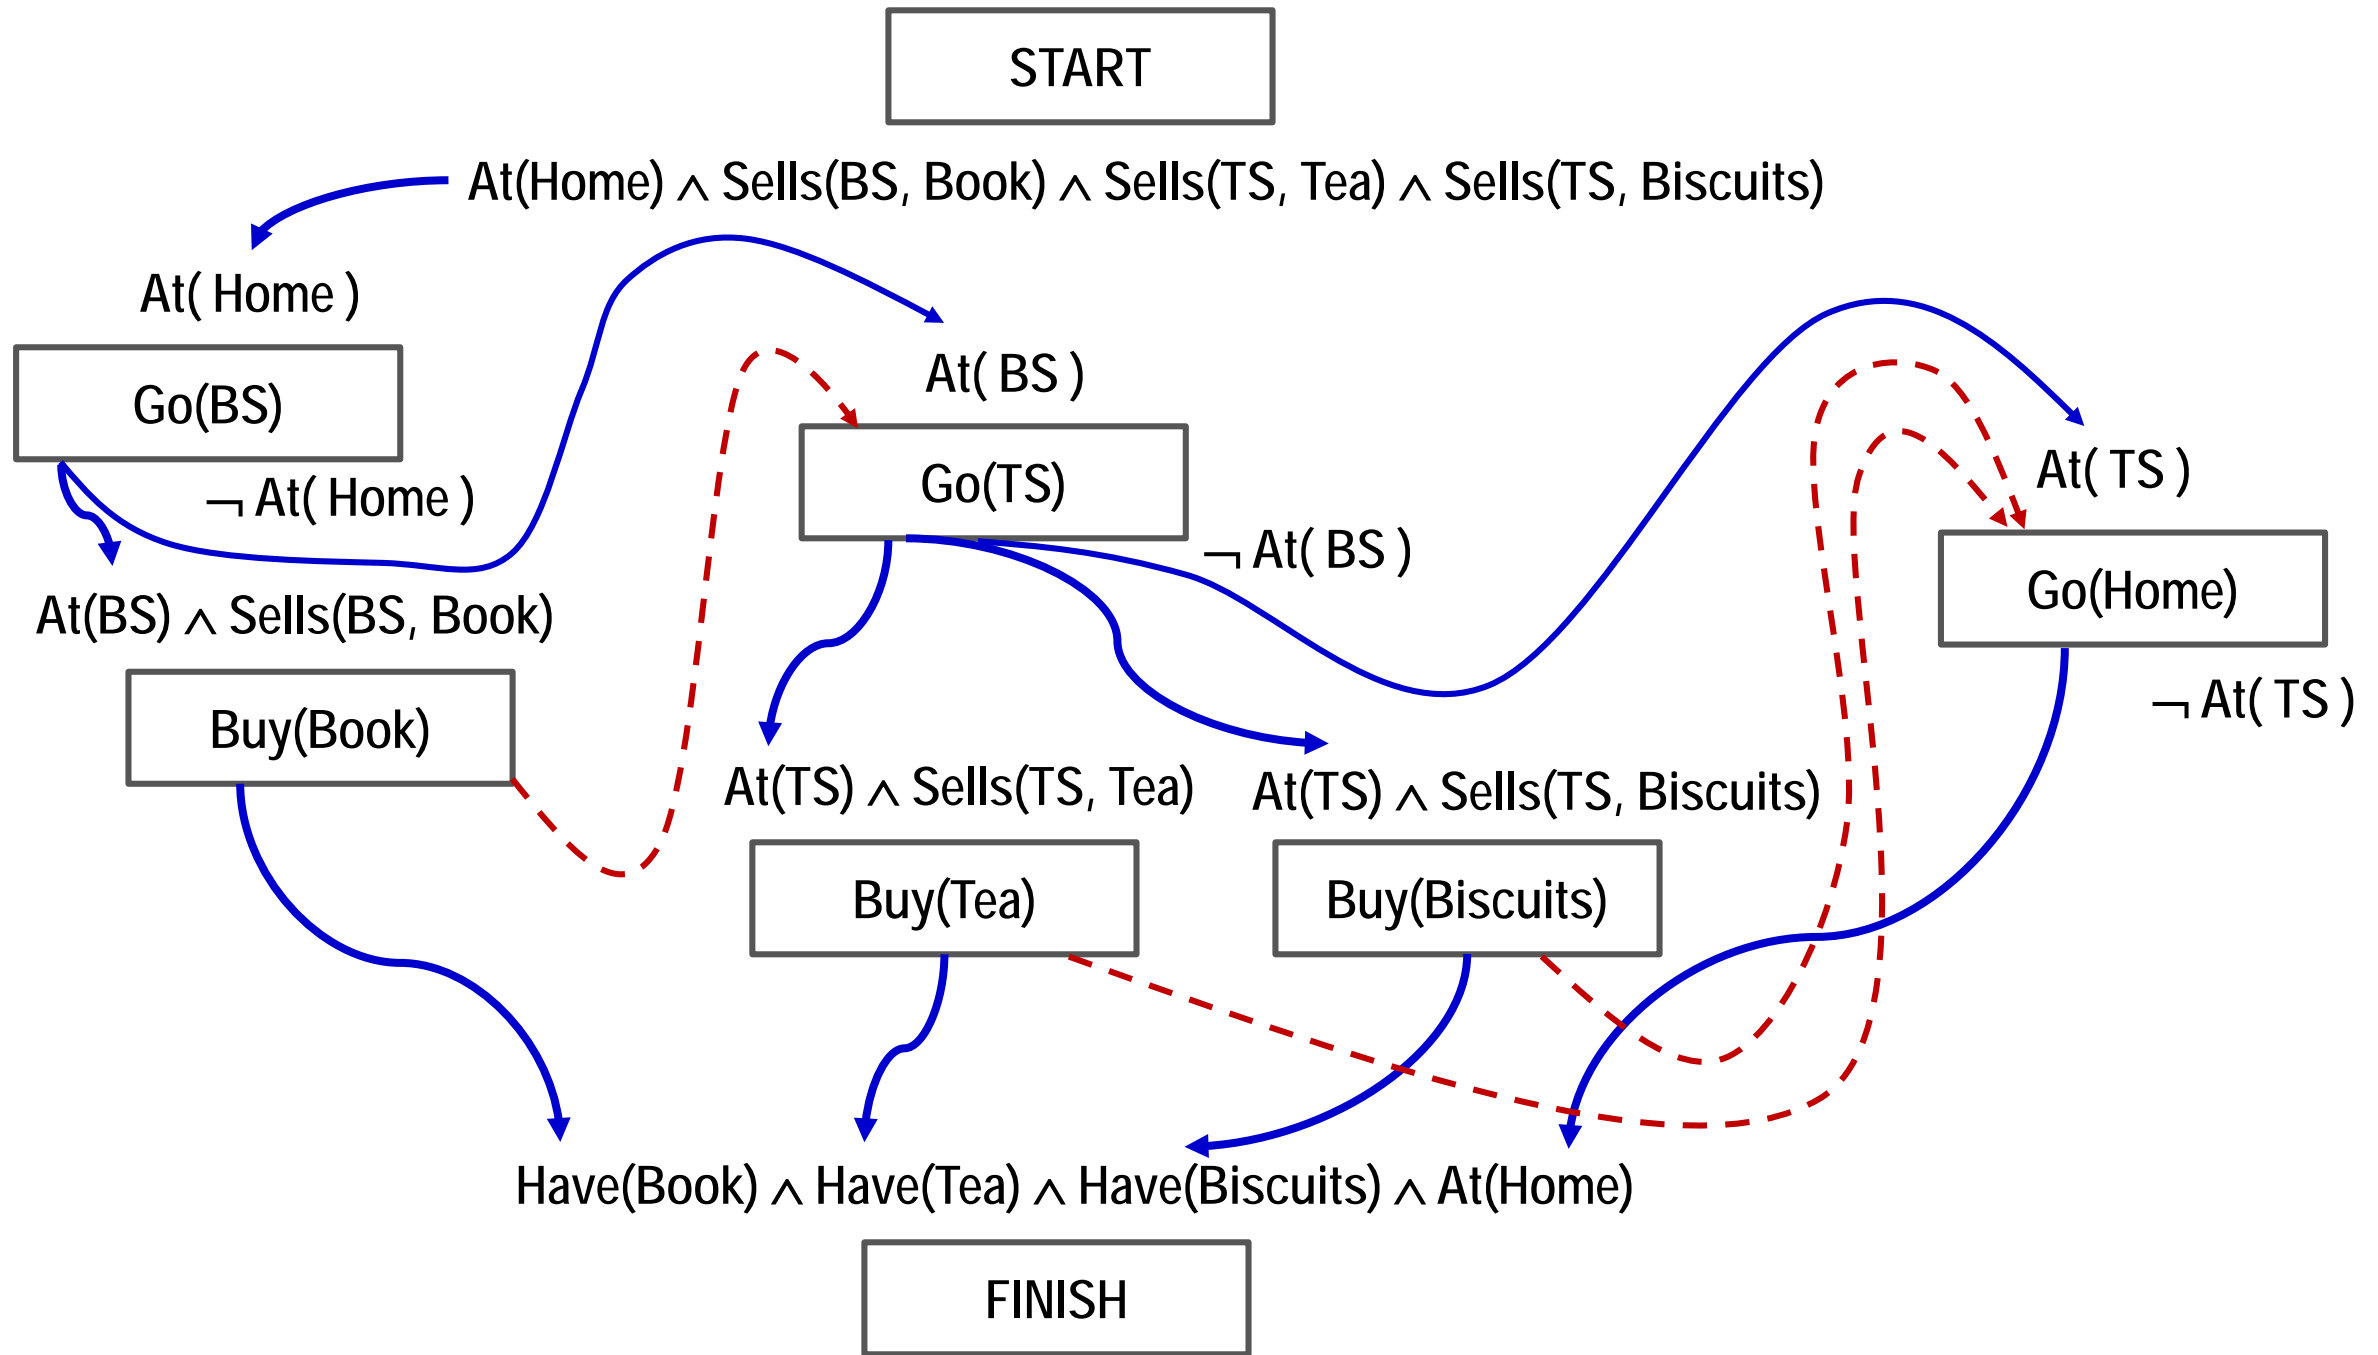 START
At(Home) ∧ Sells(BS, Book) ∧ Sells(TS, Tea) ∧ Sells(TS, Biscuits)
At( Home )
Go(BS)
¬ At( Home )
At( BS )
Go(TS)
¬ At( BS )
At( TS )
Go(Home)
¬ At( TS )
At(BS) ∧ Sells(BS, Book)
Buy(Book)
At(TS) ∧ Sells(TS, Tea)
Buy(Tea)
At(TS) ∧ Sells(TS, Biscuits)
Buy(Biscuits)
Have(Book) ∧ Have(Tea) ∧ Have(Biscuits) ∧ At(Home)
FINISH